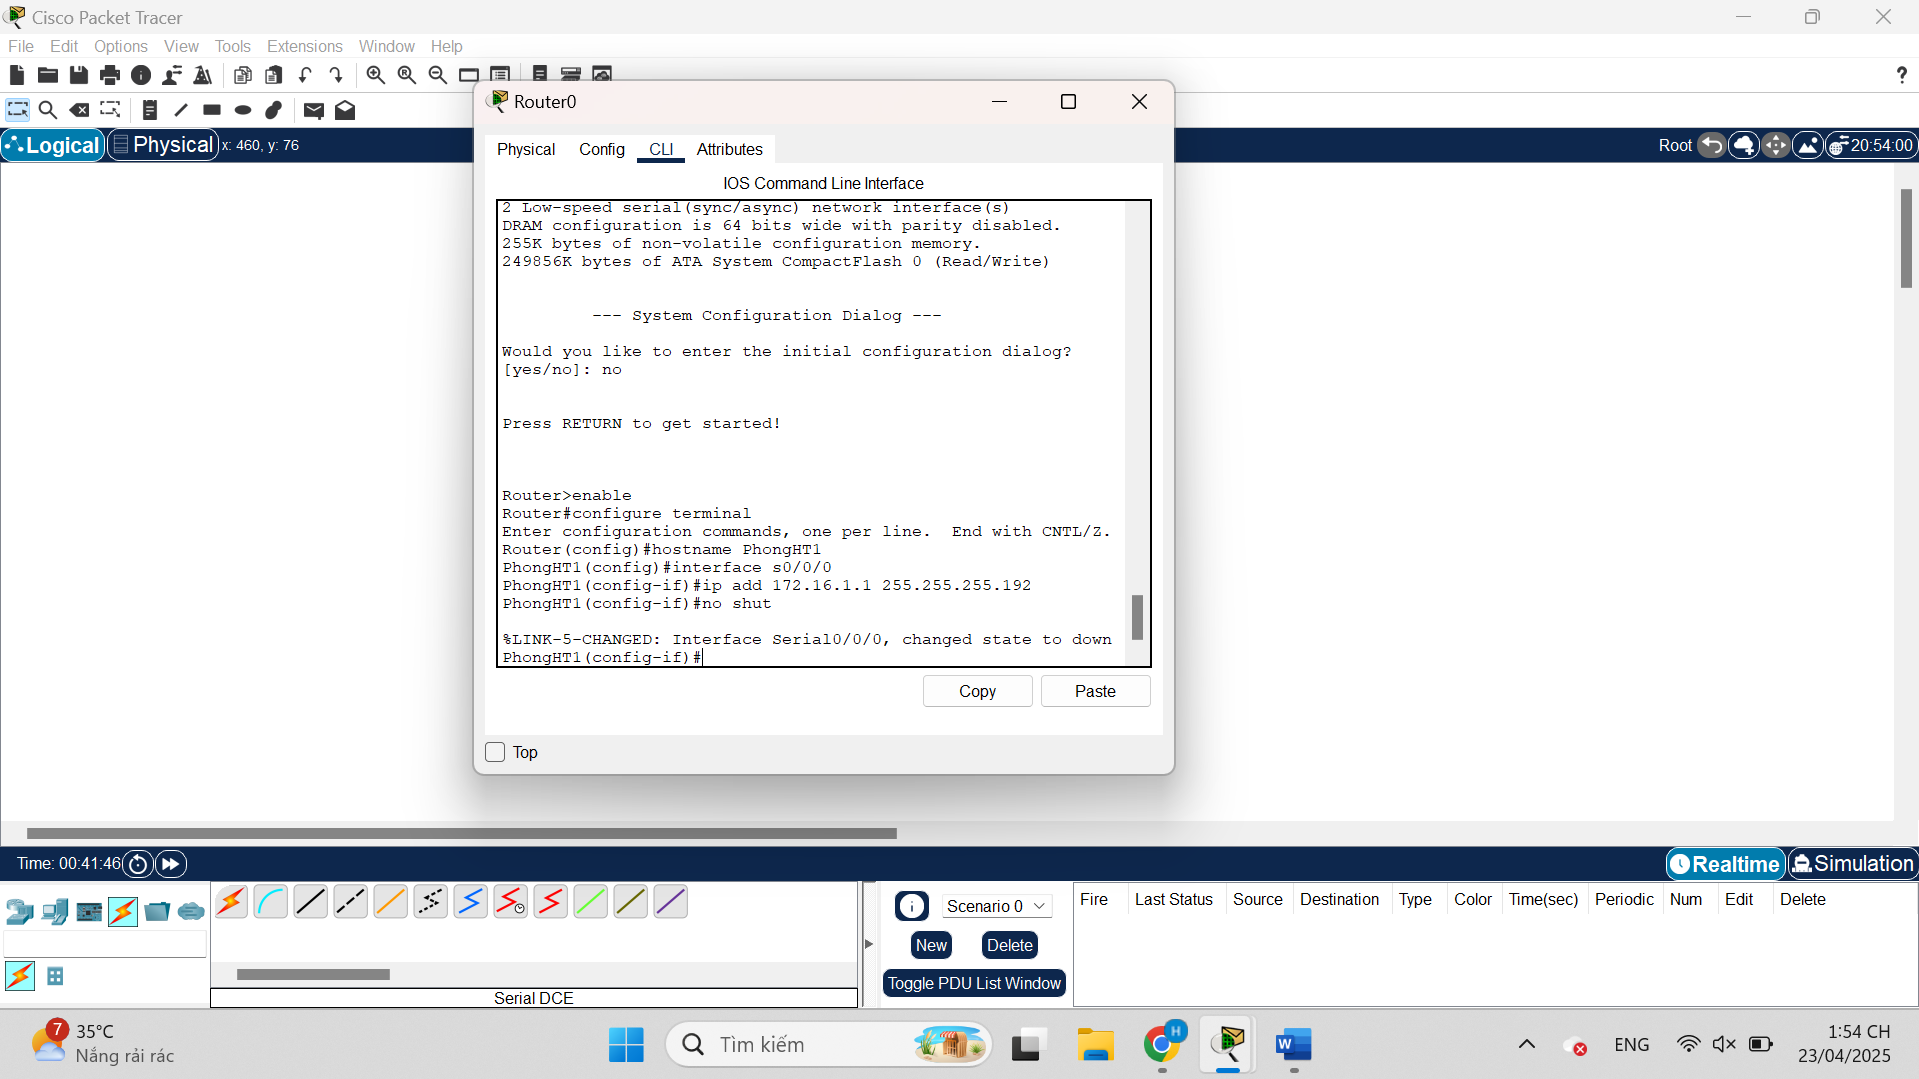 Cisco Packet Tracer
File Edit Options View Tools Extensions Window Help
?
Router0
Logical Physical x: 460, y: 76
Root 20:54:00
Physical Config CLI Attributes
IOS Command Line Interface
2 Low-speed serial(sync/async) network interface(s)
DRAM configuration is 64 bits wide with parity disabled.
255K bytes of non-volatile configuration memory.
249856K bytes of ATA System CompactFlash 0 (Read/Write)
--- System Configuration Dialog ---
Would you like to enter the initial configuration dialog?
[yes/no]: no
Press RETURN to get started!
Router>enable
Router#configure terminal
Enter configuration commands, one per line.  End with CNTL/Z.
Router(config)#hostname PhongHT1
PhongHT1(config)#interface s0/0/0
PhongHT1(config-if)#ip add 172.16.1.1 255.255.255.192
PhongHT1(config-if)#no shut
%LINK-5-CHANGED: Interface Serial0/0/0, changed state to down
PhongHT1(config-if)#
Copy Paste
Top
Time: 00:41:46
Realtime Simulation
Scenario 0
New Delete
Toggle PDU List Window
Fire Last Status Source Destination Type Color Time(sec) Periodic Num Edit Delete
Serial DCE
7
35°C
Nắng rải rác
Tìm kiếm
H
W
ENG
1:54 CH
23/04/2025